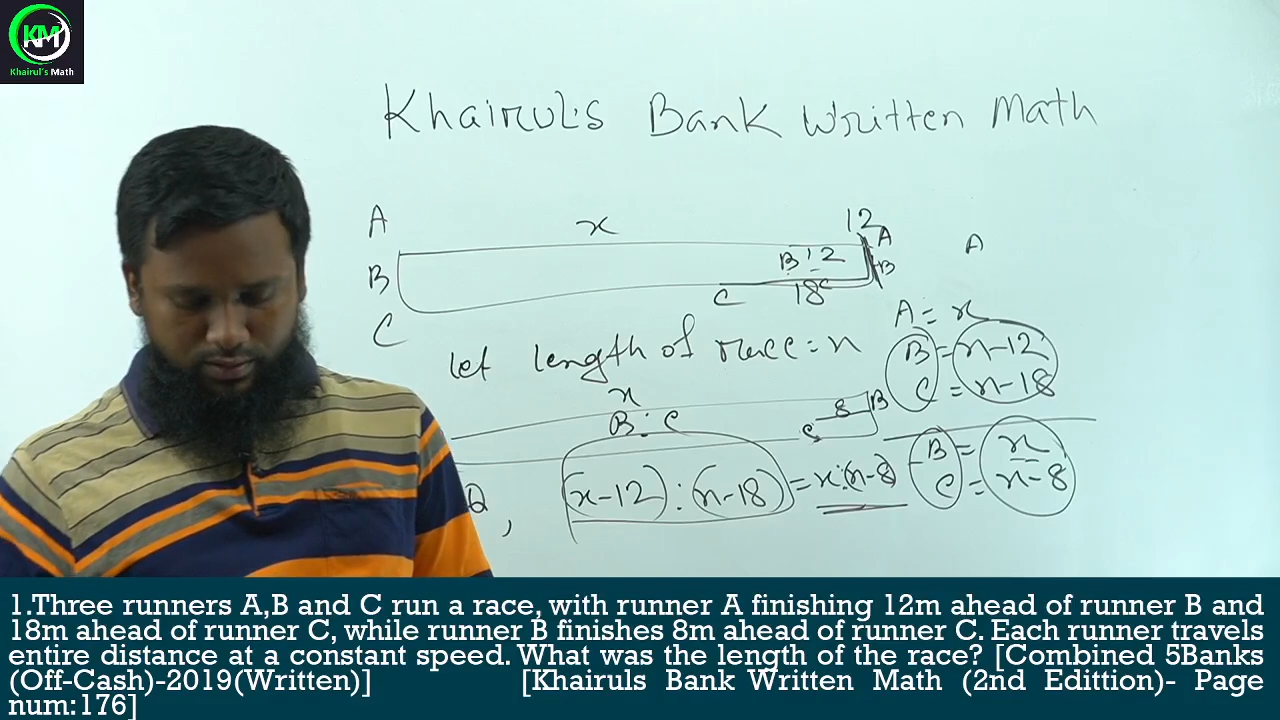 KM
Khairul's Math
Khairul's Bank Written Math
A
x
12
A
A
B
B 12
B
C
18
C
let length of race = x
A = x
B = x-12
C = x-18
x
B : C
8
B
C
(x-12) : (x-18) = x : (x-8)
B = x
C = x-8
1.Three runners A,B and C run a race, with runner A finishing 12m ahead of runner B and
18m ahead of runner C, while runner B finishes 8m ahead of runner C. Each runner travels
entire distance at a constant speed. What was the length of the race? [Combined 5Banks
(Off-Cash)-2019(Written)] [Khairuls Bank Written Math (2nd Edittion)- Page
num:176]